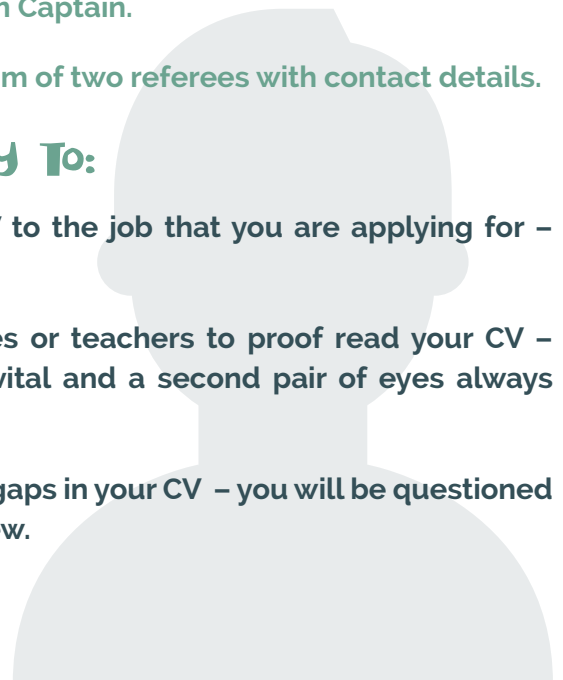 Captain.
of two referees with contact details.
To:
to the job that you are applying for –
or teachers to proof read your CV –
vital and a second pair of eyes always
gaps in your CV – you will be questioned